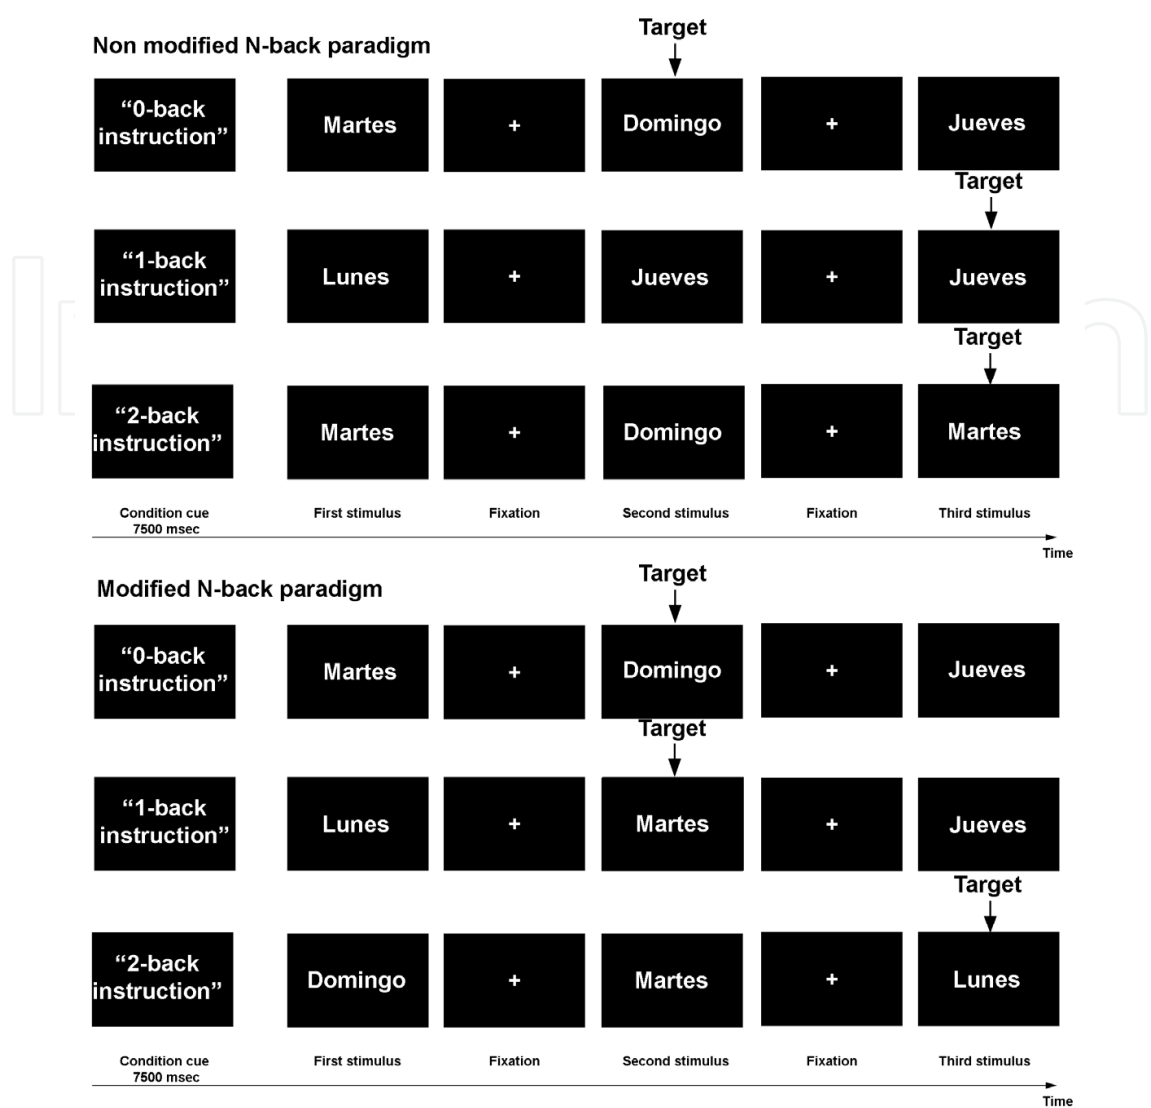 Target
Non modified N-back paradigm
“0-back
instruction”
Martes
+
Domingo
+
Jueves
Target
“1-back
instruction”
Lunes
+
Jueves
+
Jueves
Target
“2-back
instruction”
Martes
+
Domingo
+
Martes
Condition cue
7500 msec
First stimulus
Fixation
Second stimulus
Fixation
Third stimulus
Time
Target
Modified N-back paradigm
“0-back
instruction”
Martes
+
Domingo
+
Jueves
Target
“1-back
instruction”
Lunes
+
Martes
+
Jueves
Target
“2-back
instruction”
Domingo
+
Martes
+
Lunes
Condition cue
7500 msec
First stimulus
Fixation
Second stimulus
Fixation
Third stimulus
Time